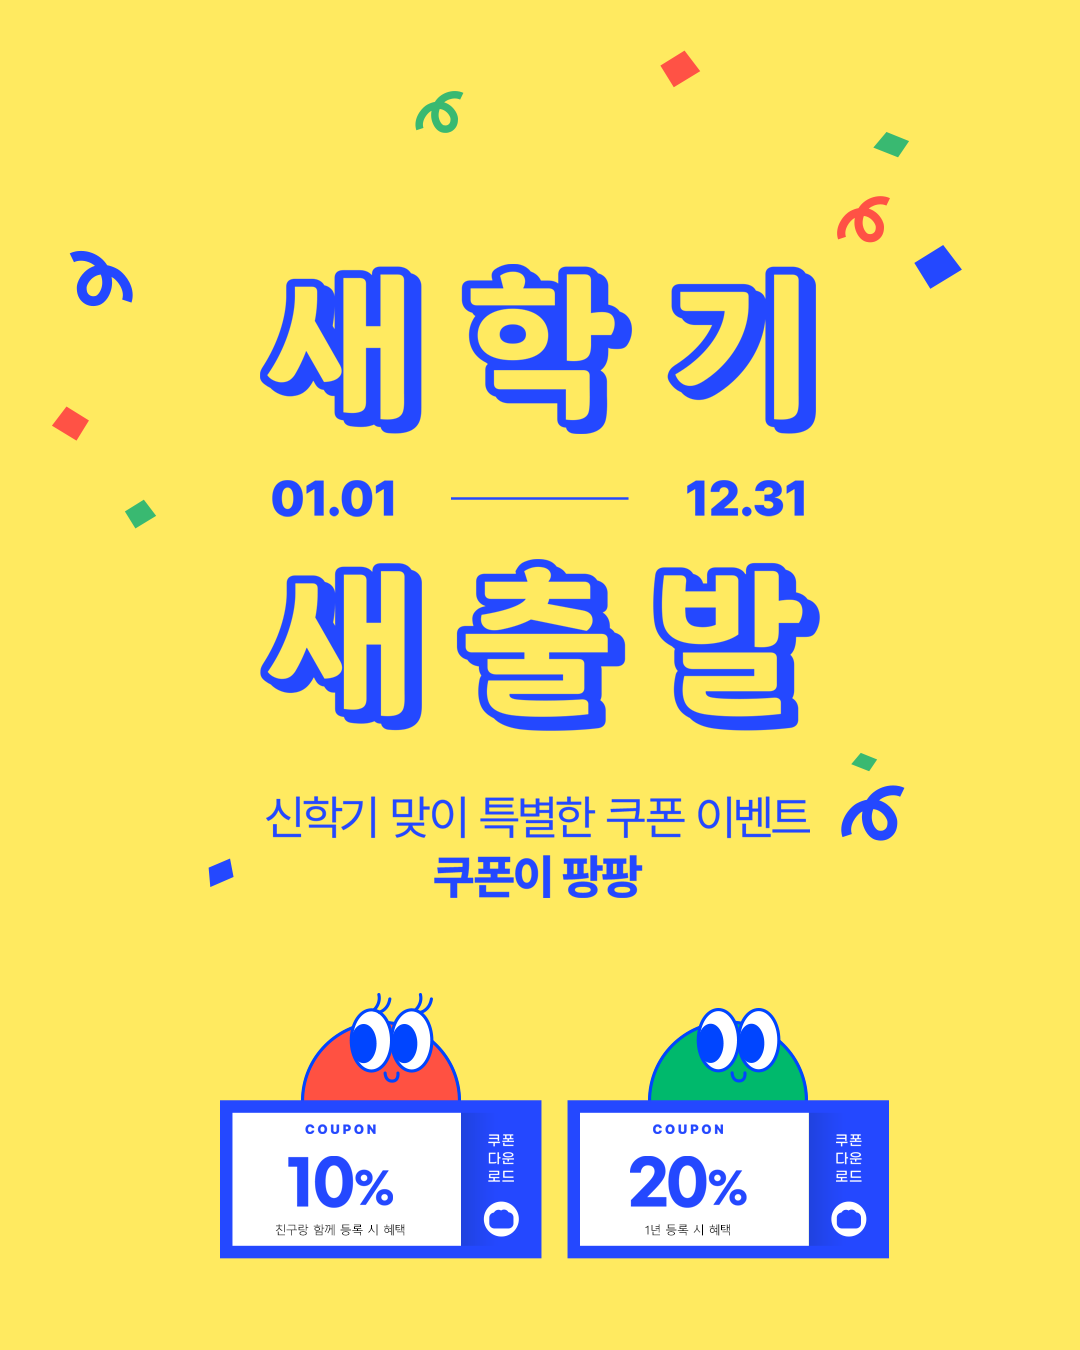 새학기
01.01 12.31
새출발
신학기 맞이 특별한 쿠폰 이벤트
쿠폰이 팡팡
COUPON
10%
친구랑 함께 등록 시 혜택
쿠폰
다운
로드
COUPON
20%
1년 등록 시 혜택
쿠폰
다운
로드